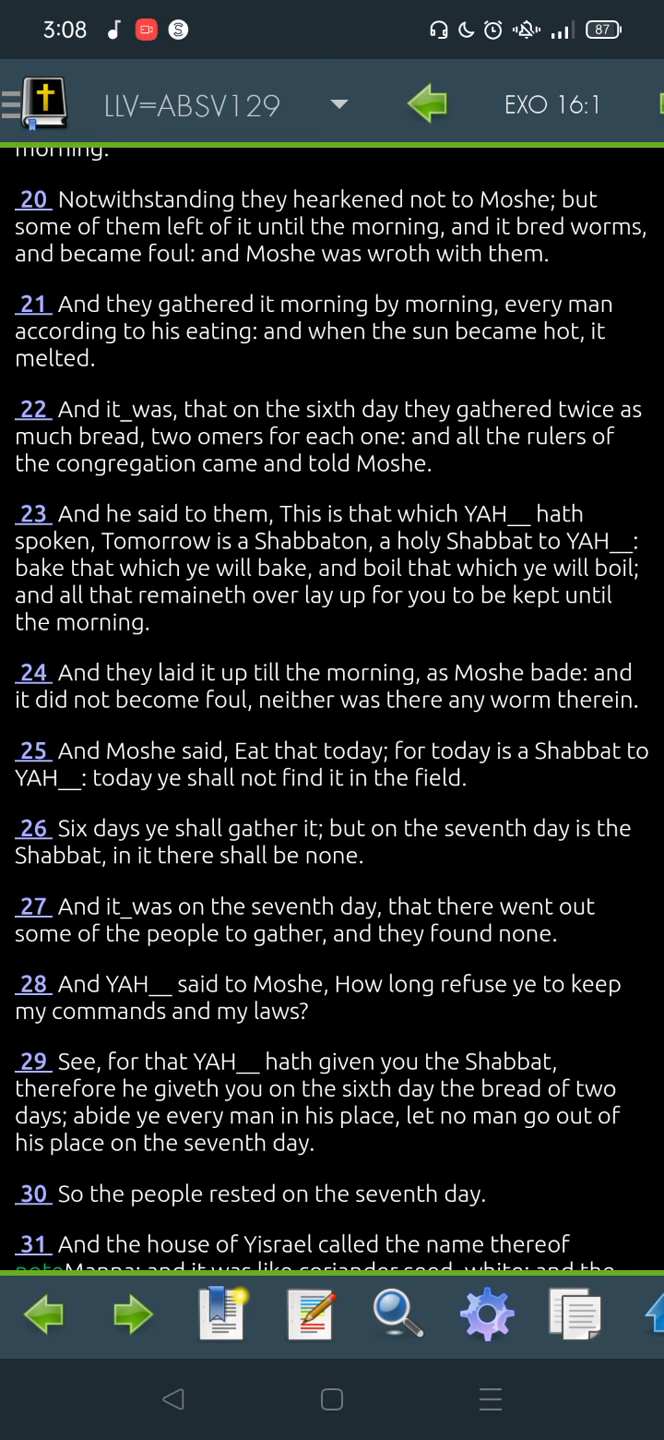 3:08
87
LLV=ABSV129
EXO 16:1
morning.
20 Notwithstanding they hearkened not to Moshe; but
some of them left of it until the morning, and it bred worms,
and became foul: and Moshe was wroth with them.
21 And they gathered it morning by morning, every man
according to his eating: and when the sun became hot, it
melted.
22 And it_was, that on the sixth day they gathered twice as
much bread, two omers for each one: and all the rulers of
the congregation came and told Moshe.
23 And he said to them, This is that which YAH__ hath
spoken, Tomorrow is a Shabbaton, a holy Shabbat to YAH__:
bake that which ye will bake, and boil that which ye will boil;
and all that remaineth over lay up for you to be kept until
the morning.
24 And they laid it up till the morning, as Moshe bade: and
it did not become foul, neither was there any worm therein.
25 And Moshe said, Eat that today; for today is a Shabbat to
YAH__: today ye shall not find it in the field.
26 Six days ye shall gather it; but on the seventh day is the
Shabbat, in it there shall be none.
27 And it_was on the seventh day, that there went out
some of the people to gather, and they found none.
28 And YAH__ said to Moshe, How long refuse ye to keep
my commands and my laws?
29 See, for that YAH__ hath given you the Shabbat,
therefore he giveth you on the sixth day the bread of two
days; abide ye every man in his place, let no man go out of
his place on the seventh day.
30 So the people rested on the seventh day.
31 And the house of Yisrael called the name thereof
noteManna: and it was like coriander seed, white; and the